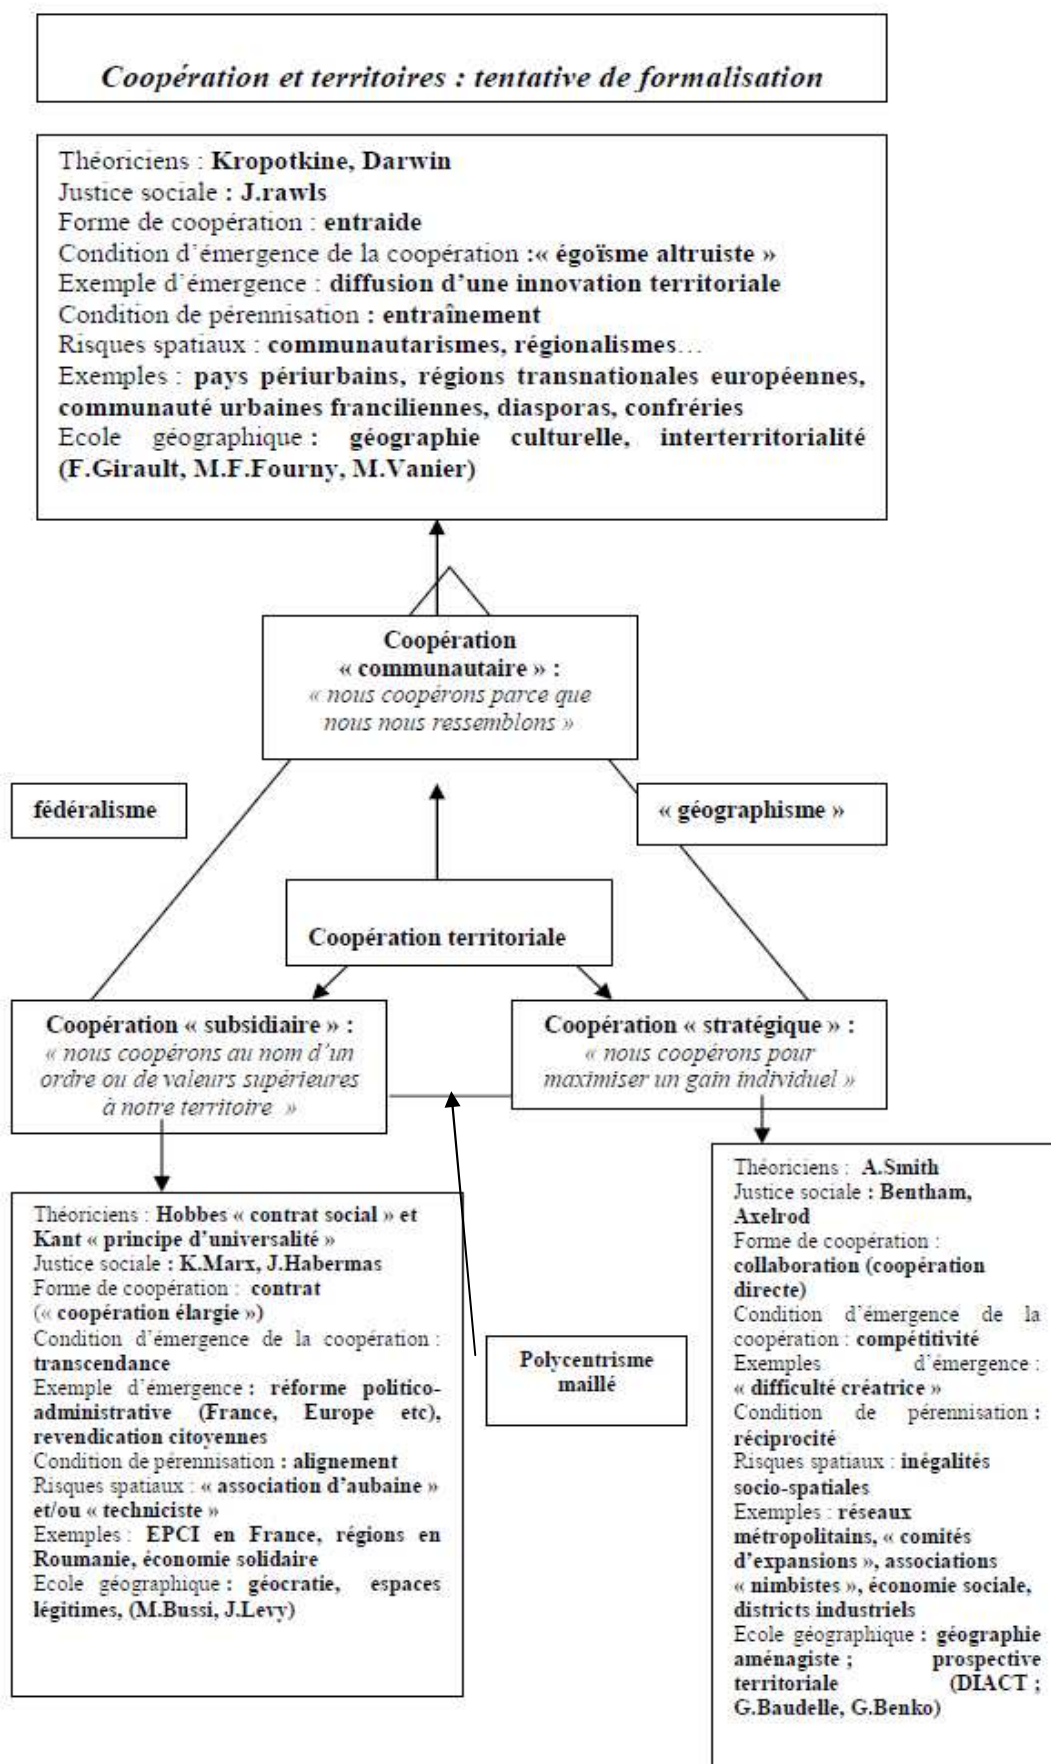 Coopération et territoires : tentative de formalisation
Théoriciens : Kropotkine, Darwin
Justice sociale : J.rawls
Forme de coopération : entraide
Condition d’émergence de la coopération :« égoïsme altruiste »
Exemple d’émergence : diffusion d’une innovation territoriale
Condition de pérennisation : entraînement
Risques spatiaux : communautarismes, régionalismes…
Exemples : pays périurbains, régions transnationales européennes,
communauté urbaines franciliennes, diasporas, confréries
Ecole géographique : géographie culturelle, interterritorialité
(F.Girault, M.F.Fourny, M.Vanier)
Coopération
« communautaire » :
« nous coopérons parce que
nous nous ressemblons »
fédéralisme
« géographisme »
Coopération territoriale
Coopération « subsidiaire » :
« nous coopérons au nom d’un
ordre ou de valeurs supérieures
à notre territoire »
Coopération « stratégique » :
« nous coopérons pour
maximiser un gain individuel »
Théoriciens : Hobbes « contrat social » et
Kant « principe d’universalité »
Justice sociale : K.Marx, J.Habermas
Forme de coopération : contrat
(« coopération élargie »)
Condition d’émergence de la coopération :
transcendance
Exemple d’émergence : réforme politico-
administrative (France, Europe etc),
revendication citoyennes
Condition de pérennisation : alignement
Risques spatiaux : « association d’aubaine »
et/ou « techniciste »
Exemples : EPCI en France, régions en
Roumanie, économie solidaire
Ecole géographique : géocratie, espaces
légitimes, (M.Bussi, J.Levy)
Polycentrisme
maillé
Théoriciens : A.Smith
Justice sociale : Bentham,
Axelrod
Forme de coopération :
collaboration (coopération
directe)
Condition d’émergence de la
coopération : compétitivité
Exemples d’émergence :
« difficulté créatrice »
Condition de pérennisation :
réciprocité
Risques spatiaux : inégalités
socio-spatiales
Exemples : réseaux
métropolitains, « comités
d’expansions », associations
« nimbistes », économie sociale,
districts industriels
Ecole géographique : géographie
aménagiste ; prospective
territoriale (DIACT ;
G.Baudelle, G.Benko)